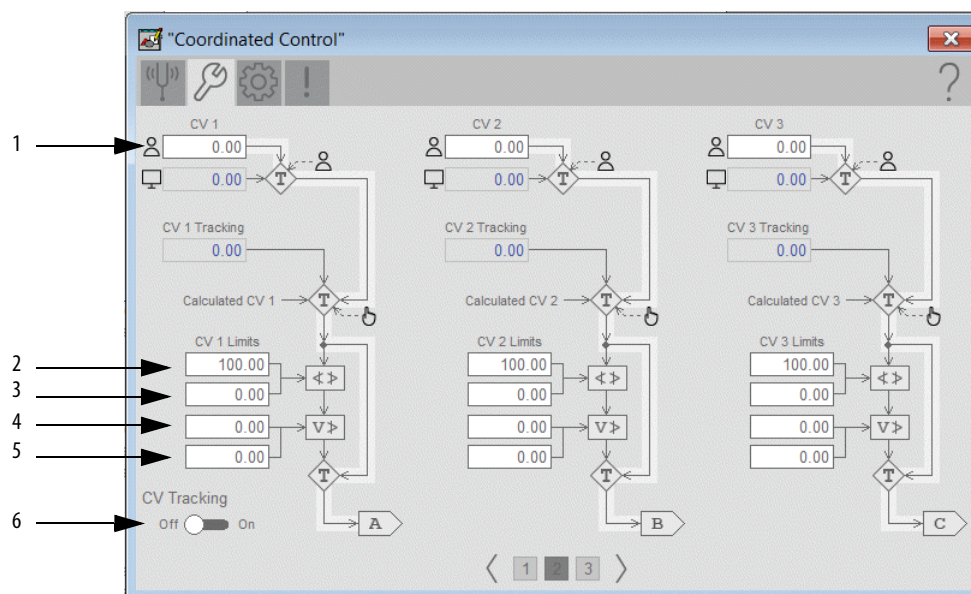 "Coordinated Control"
?
1 CV 1 CV 2 CV 3
0.00 0.00 0.00
T T T
0.00 0.00 0.00
CV 1 Tracking CV 2 Tracking CV 3 Tracking
0.00 0.00 0.00
Calculated CV 1 T Calculated CV 2 T Calculated CV 3 T
CV 1 Limits CV 2 Limits CV 3 Limits
2 100.00 100.00 100.00
3 0.00 0.00 0.00
4 0.00 V 0.00 V 0.00 V
5 0.00 T 0.00 T 0.00 T
CV Tracking
6 Off On A B C
1 2 3